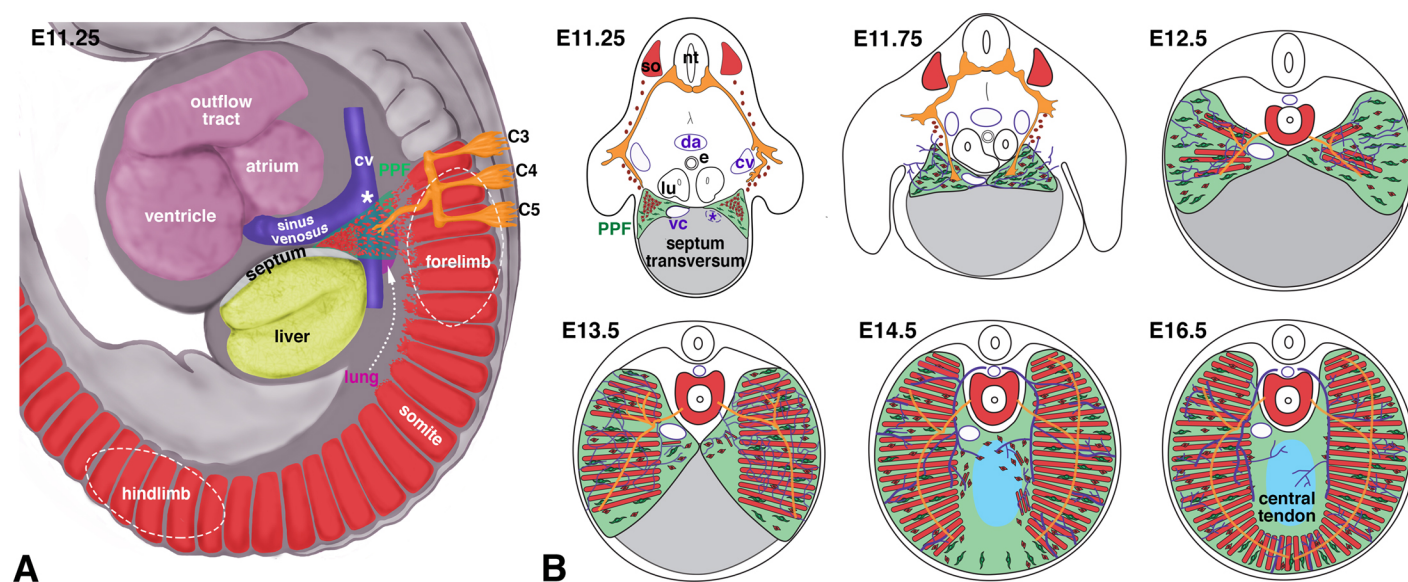 E11.25
outflow
tract
atrium
ventricle
cv
PPF
*
sinus
venosus
septum
liver
lung
C3
C4
C5
forelimb
somite
hindlimb
A
E11.25
so
nt
da
e
cv
lu
PPF
vc
*
septum
transversum
E11.75
E12.5
E13.5
E14.5
E16.5
central
tendon
B